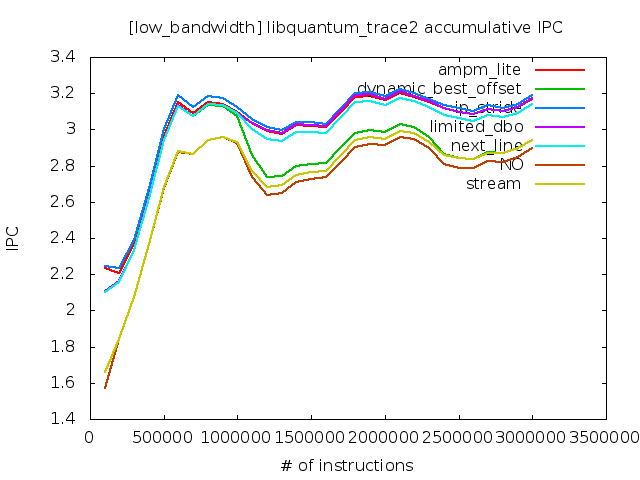 [low_bandwidth] libquantum_trace2 accumulative IPC
3.4
3.2
3
2.8
2.6
2.4
2.2
2
1.8
1.6
1.4
IPC
ampm_lite
dynamic_best_offset
ip_stride
limited_dbo
next_line
NO
stream
0 500000 1000000 1500000 2000000 2500000 3000000 3500000
# of instructions